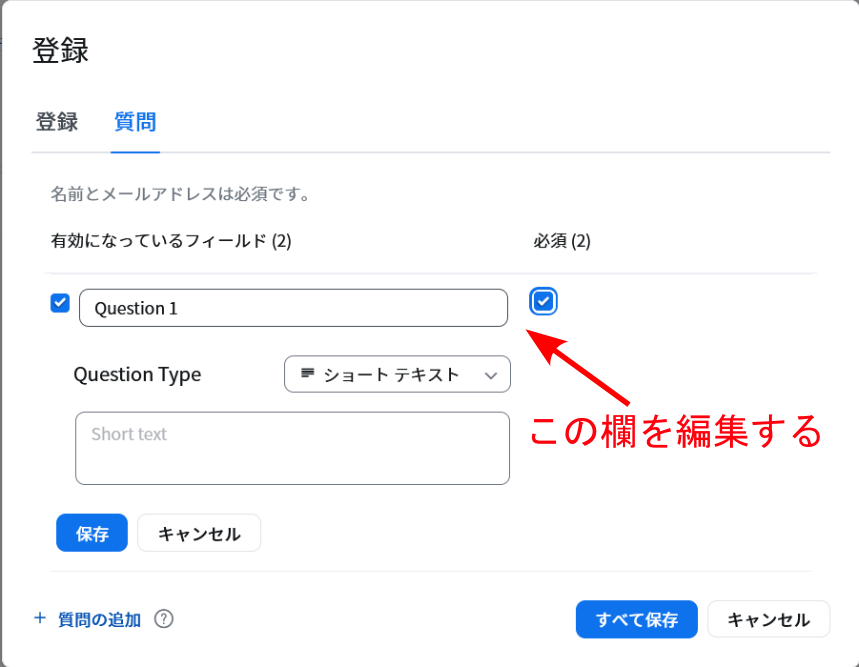 登録
登録 質問
名前とメールアドレスは必須です。
有効になっているフィールド (2) 必須 (2)
Question 1
Question Type ショート テキスト
Short text
この欄を編集する
保存 キャンセル
+ 質問の追加 ?
すべて保存 キャンセル